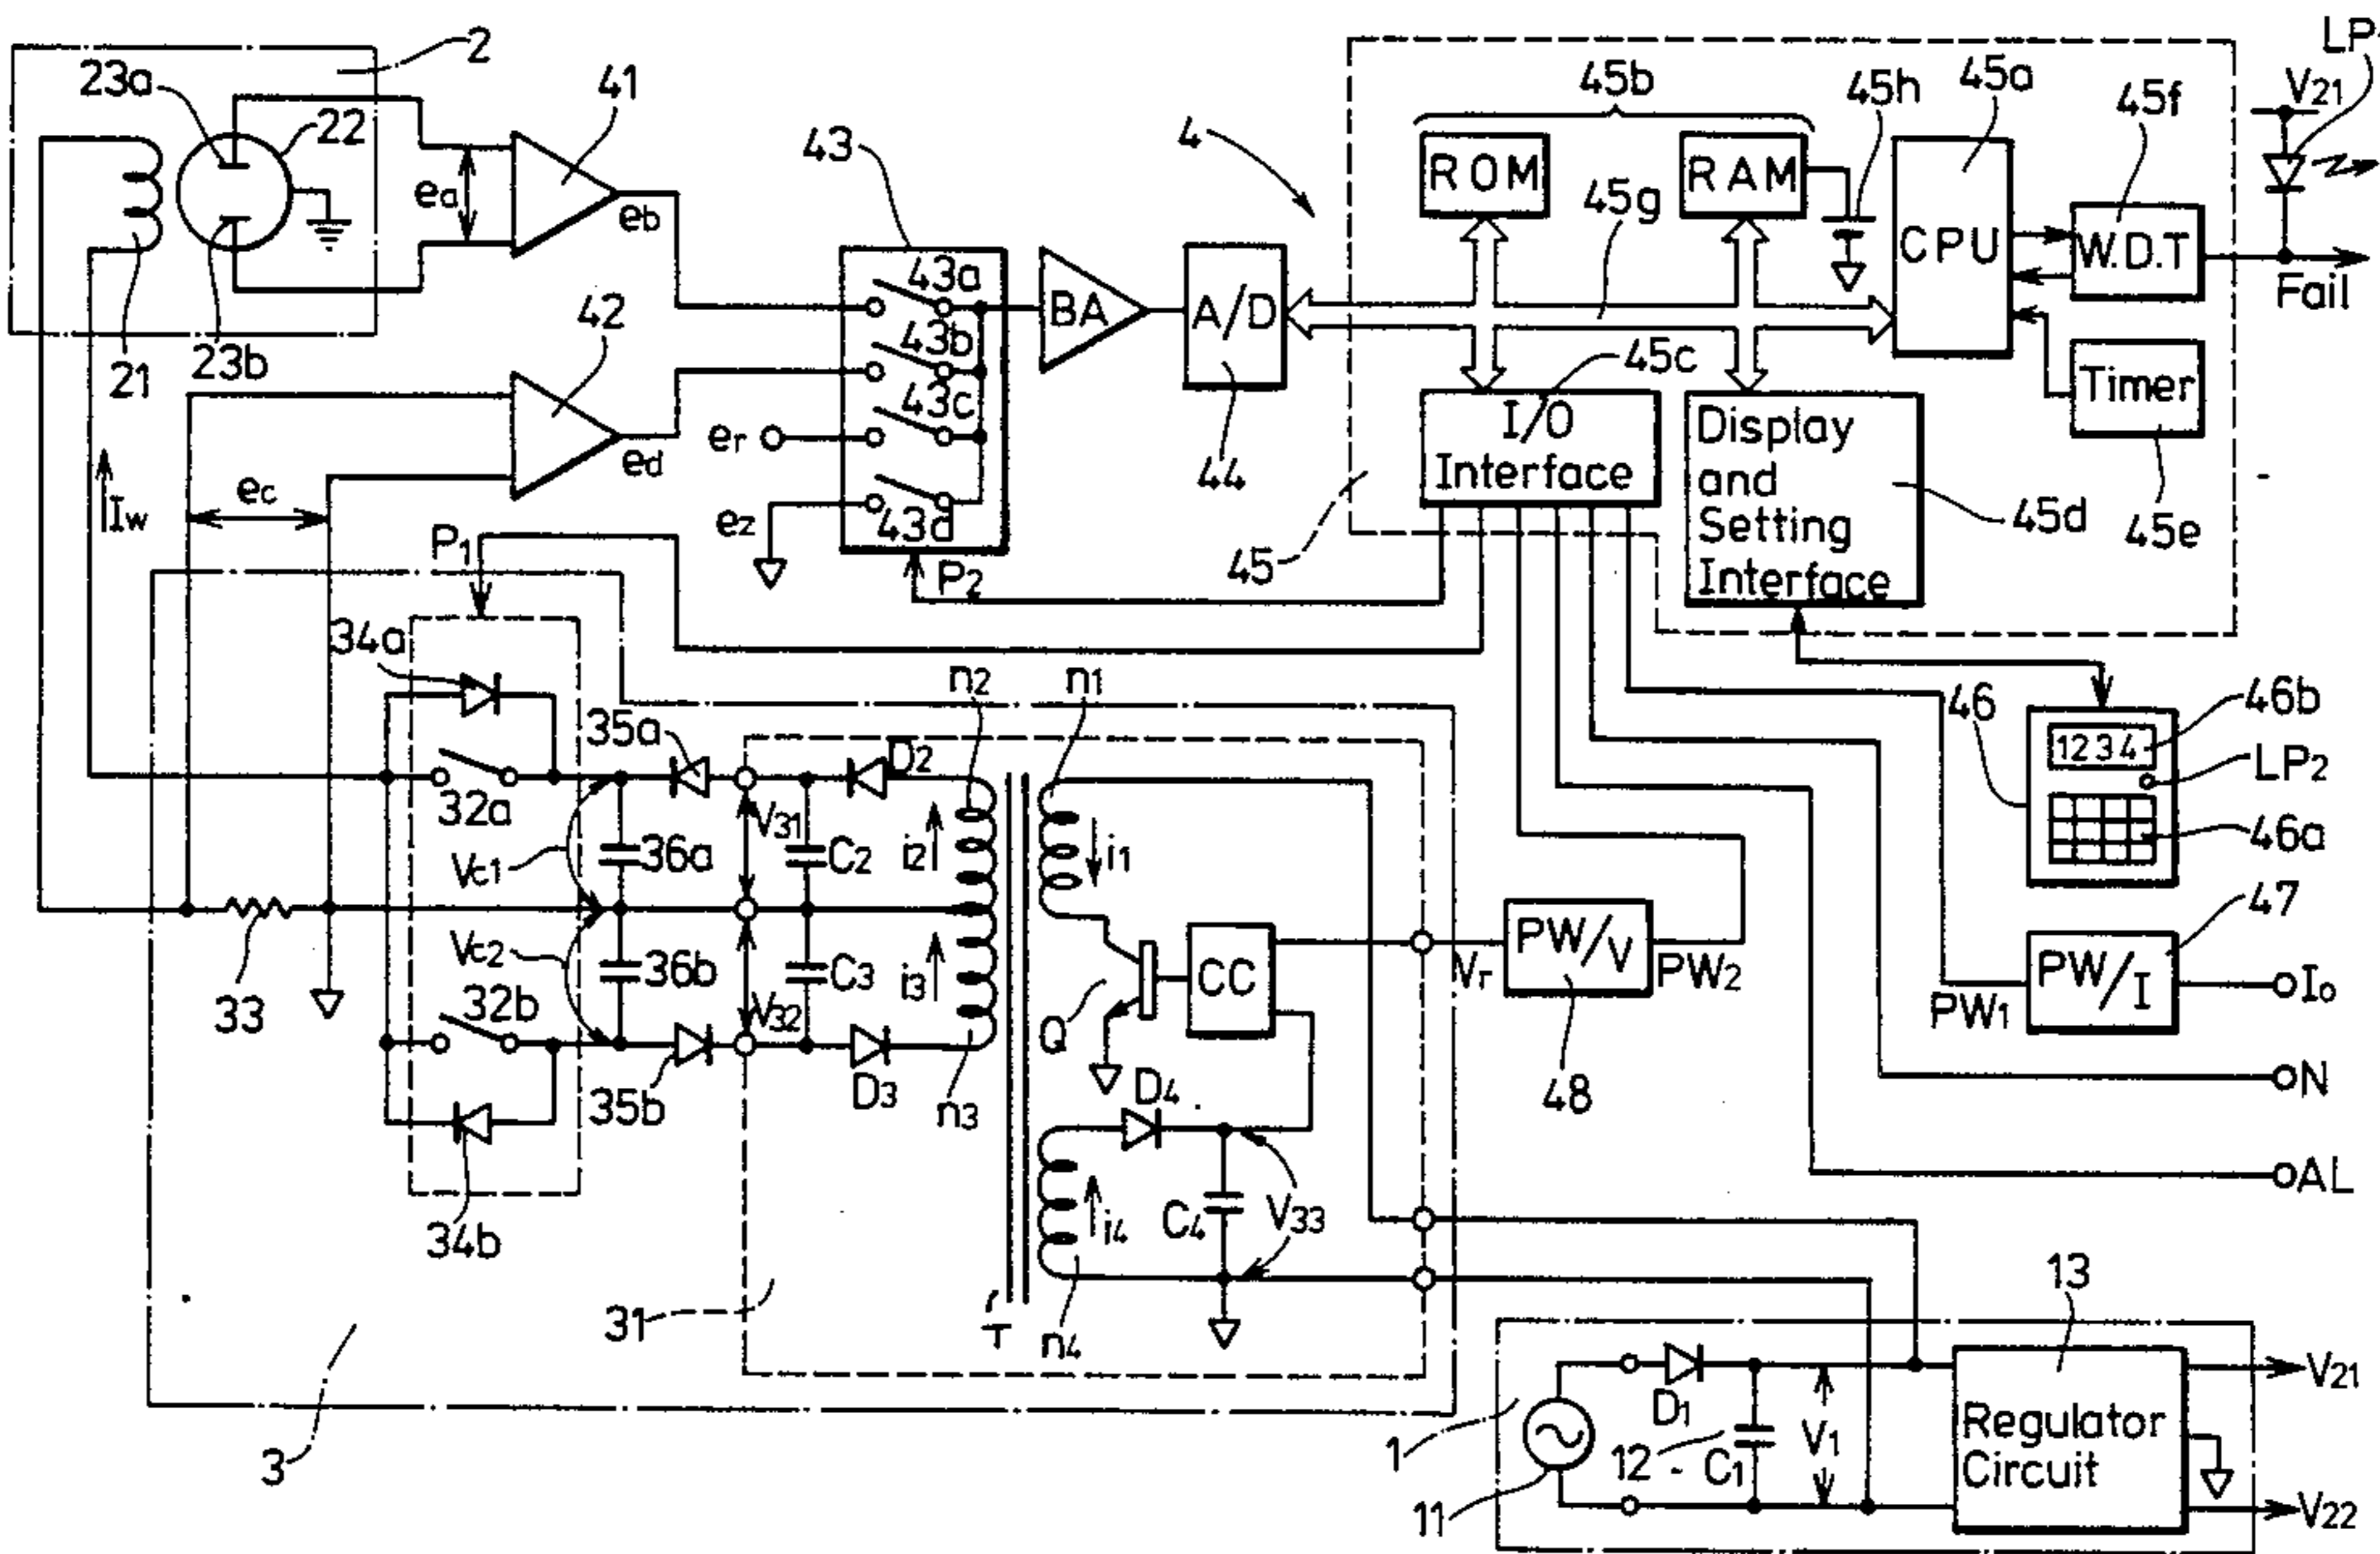 2
23a
22
21
23b
ea
41
eb
42
ed
ec
Iw
43
43a
43b
43c
43d
er
ez
P1
P2
BA
A/D
44
4
45
45b
ROM
RAM
45h
45g
45a
CPU
45f
W.D.T
V21
Fail
Timer
45e
45c
I/O
Interface
Display
and
Setting
Interface
45d
46
46b
1234
LP2
46a
34a
32a
35a
Vc1
36a
V31
C2
D2
n2
i2
n1
i1
33
Vc2
36b
V32
C3
i3
32b
35b
D3
n3
34b
Q
CC
Vr
PW/V
PW2
48
PW1
PW/I
47
Io
N
AL
D4
C4
V33
i4
n4
T
31
3
1
11
D1
12
C1
V1
13
Regulator
Circuit
V21
V22